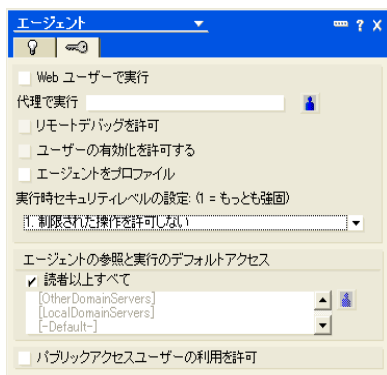 エージェント
? X
Web ユーザーで実行
代理で実行
リモートデバッグを許可
ユーザーの有効化を許可する
エージェントをプロファイル
実行時セキュリティレベルの設定: (1 = もっとも強固)
1. 制限された操作を許可しない
エージェントの参照と実行のデフォルトアクセス
読者以上すべて
[OtherDomainServers]
[LocalDomainServers]
[-Default-]
パブリックアクセスユーザーの利用を許可